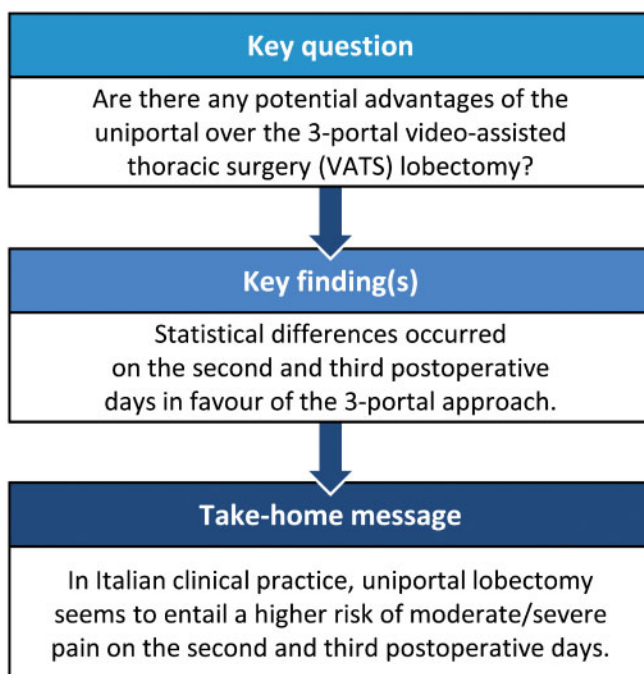 Key question
Are there any potential advantages of the
uniportal over the 3-portal video-assisted
thoracic surgery (VATS) lobectomy?
Key finding(s)
Statistical differences occurred
on the second and third postoperative
days in favour of the 3-portal approach.
Take-home message
In Italian clinical practice, uniportal lobectomy
seems to entail a higher risk of moderate/severe
pain on the second and third postoperative days.